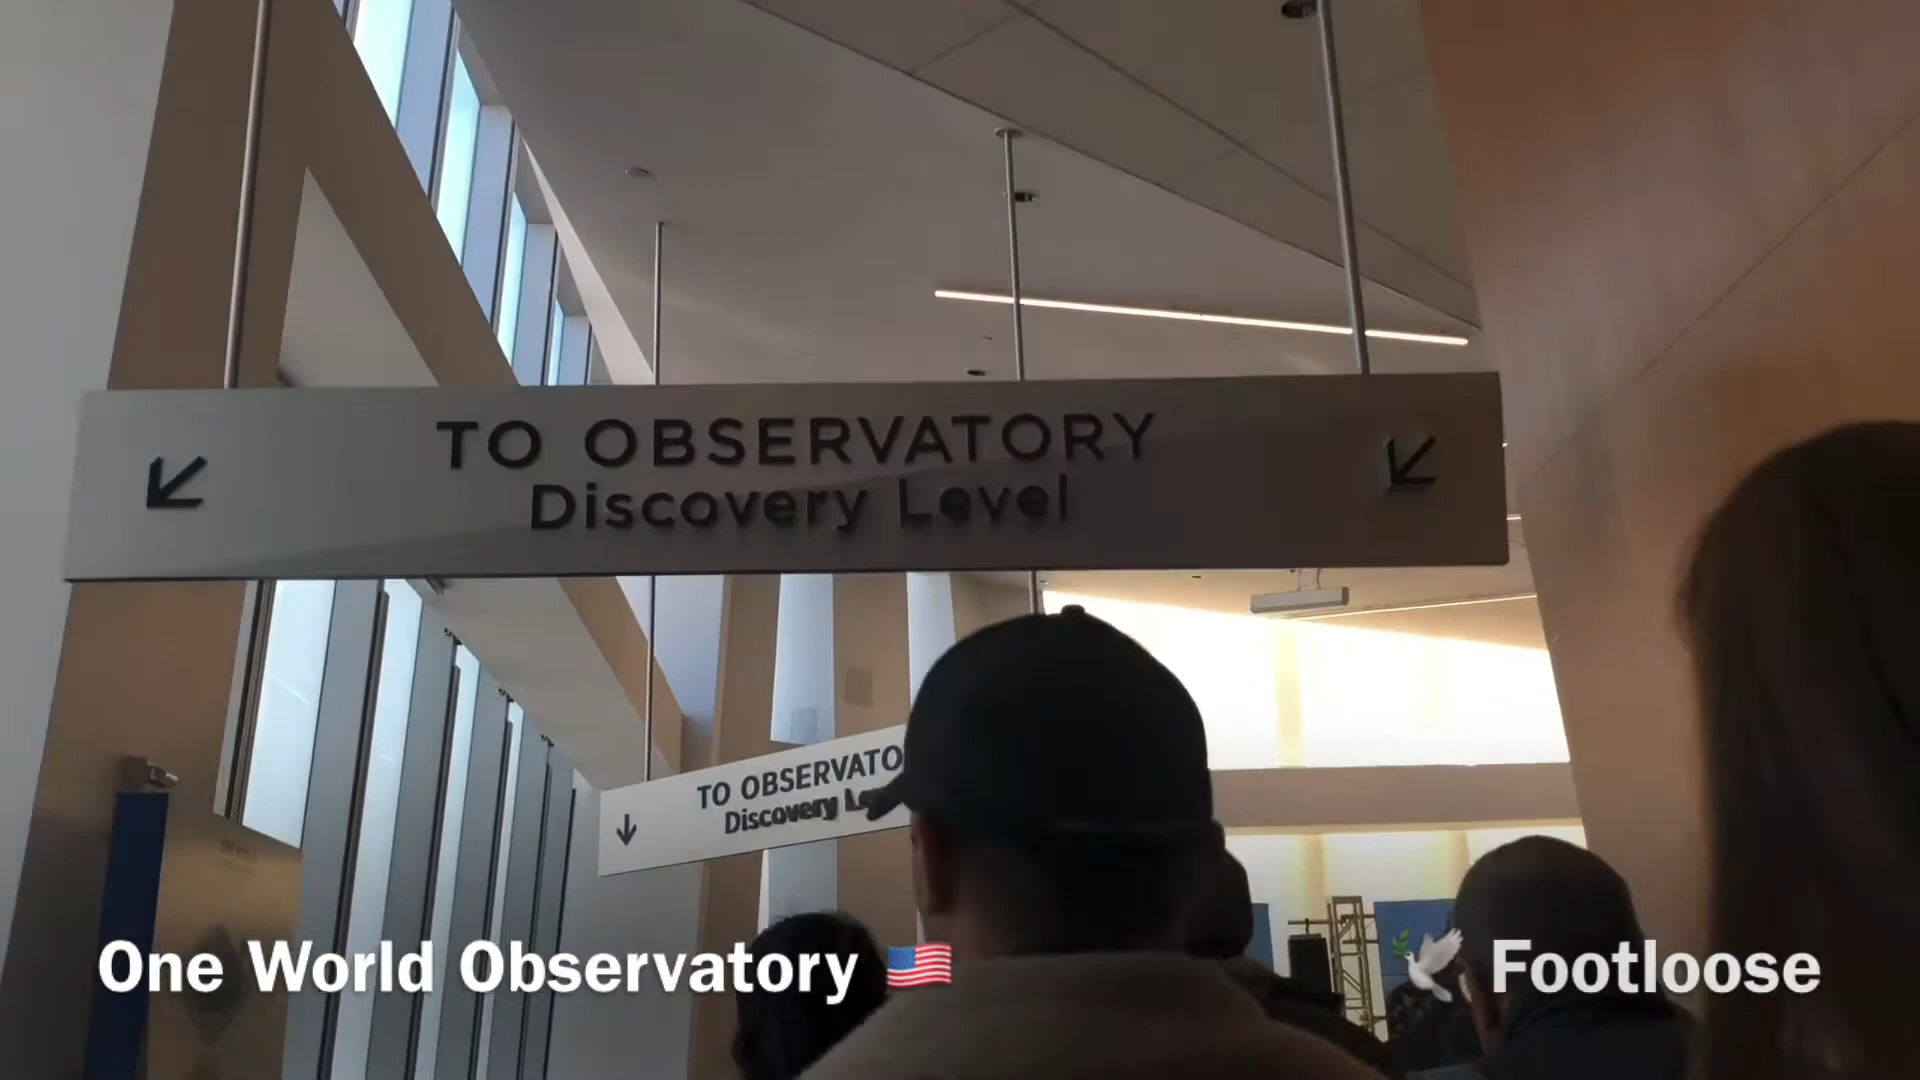 TO OBSERVATORY
Discovery Level
TO OBSERVATO
Discovery
One World Observatory 🇺🇸
🕊️ Footloose